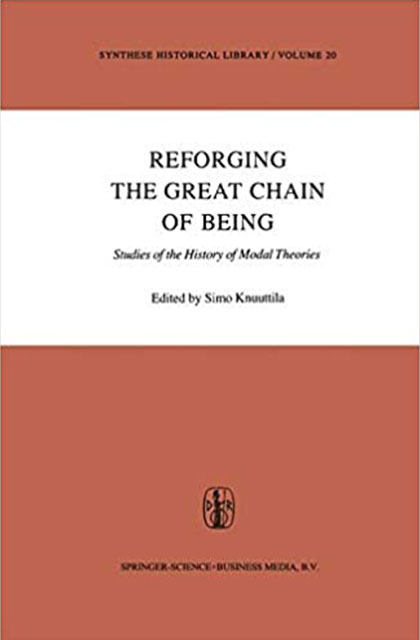 SYNTHESE HISTORICAL LIBRARY / VOLUME 20
REFORGING
THE GREAT CHAIN
OF BEING
Studies of the History of Modal Theories
Edited by Simo Knuuttila
D T R
SPRINGER-SCIENCE+BUSINESS MEDIA, B.V.